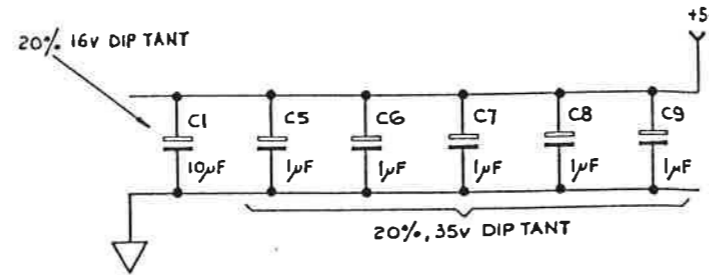 +5
20% 16V DIP TANT
C1 C5 C6 C7 C8 C9
10µF 1µF 1µF 1µF 1µF 1µF
20%, 35V DIP TANT